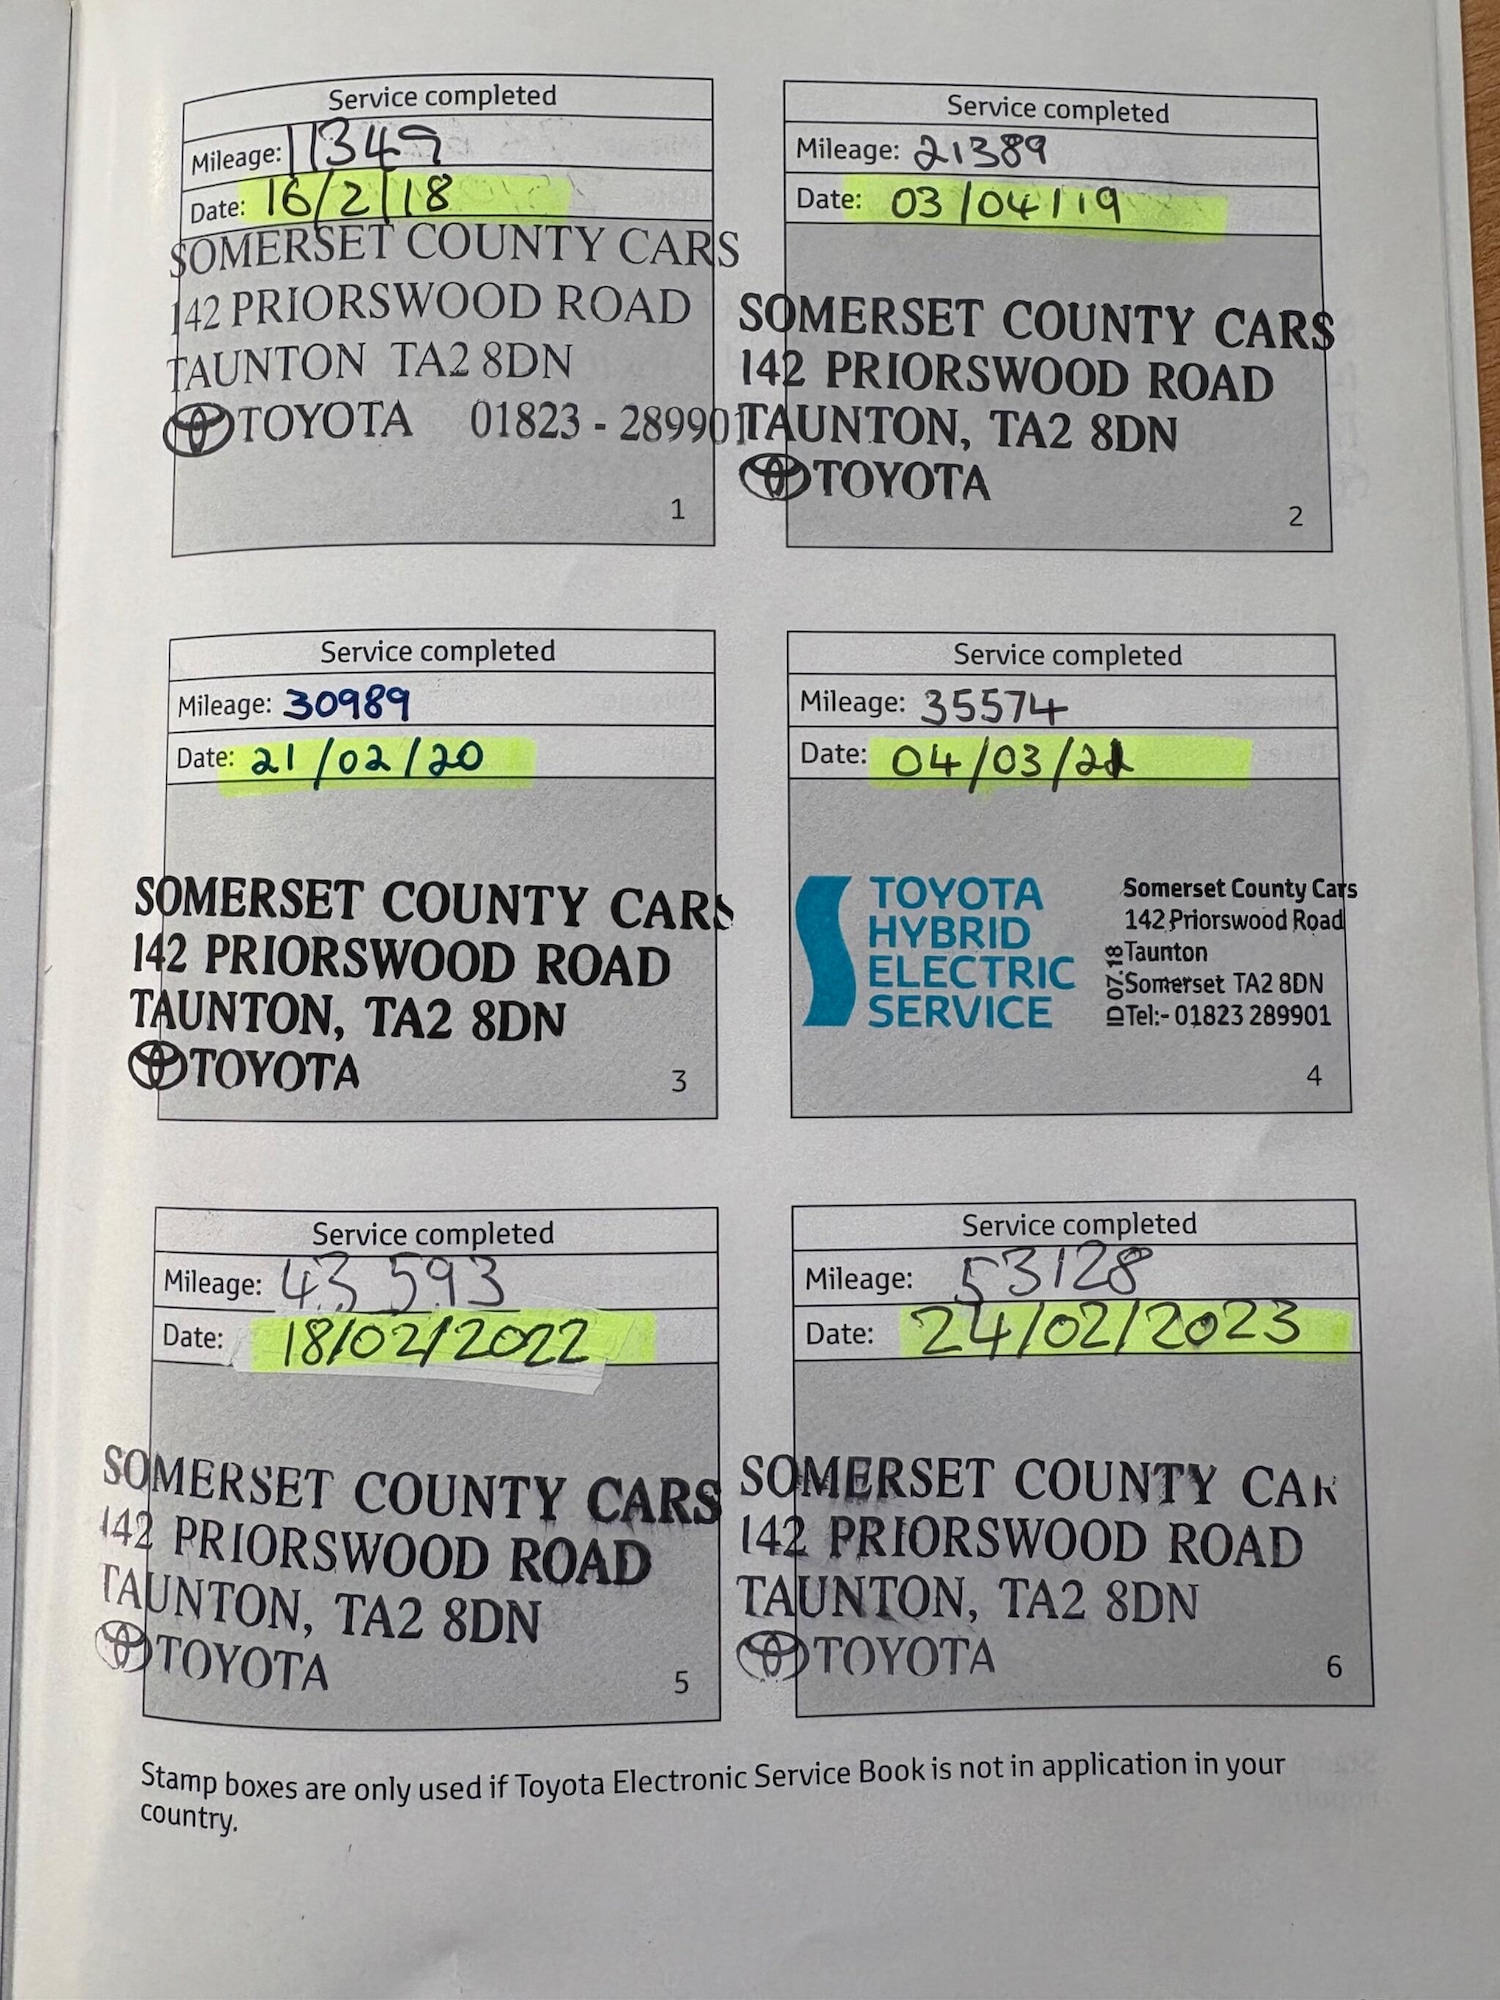 Service completed
Mileage: 11349
Date: 16/2/18
SOMERSET COUNTY CARS
142 PRIORSWOOD ROAD
TAUNTON TA2 8DN
TOYOTA 01823 - 289901
1
Service completed
Mileage: 21389
Date: 03/04/19
SOMERSET COUNTY CARS
142 PRIORSWOOD ROAD
TAUNTON, TA2 8DN
TOYOTA
2
Service completed
Mileage: 30989
Date: 21/02/20
SOMERSET COUNTY CARS
142 PRIORSWOOD ROAD
TAUNTON, TA2 8DN
TOYOTA
3
Service completed
Mileage: 35574
Date: 04/03/21
TOYOTA
HYBRID
ELECTRIC
SERVICE
Somerset County Cars
142 Priorswood Road
Taunton
Somerset TA2 8DN
Tel:- 01823 289901
ID 07.18
4
Service completed
Mileage: 43593
Date: 18/02/2022
SOMERSET COUNTY CARS
142 PRIORSWOOD ROAD
TAUNTON, TA2 8DN
TOYOTA
5
Service completed
Mileage: 53128
Date: 24/02/2023
SOMERSET COUNTY CAR
142 PRIORSWOOD ROAD
TAUNTON, TA2 8DN
TOYOTA
6
Stamp boxes are only used if Toyota Electronic Service Book is not in application in your
country.